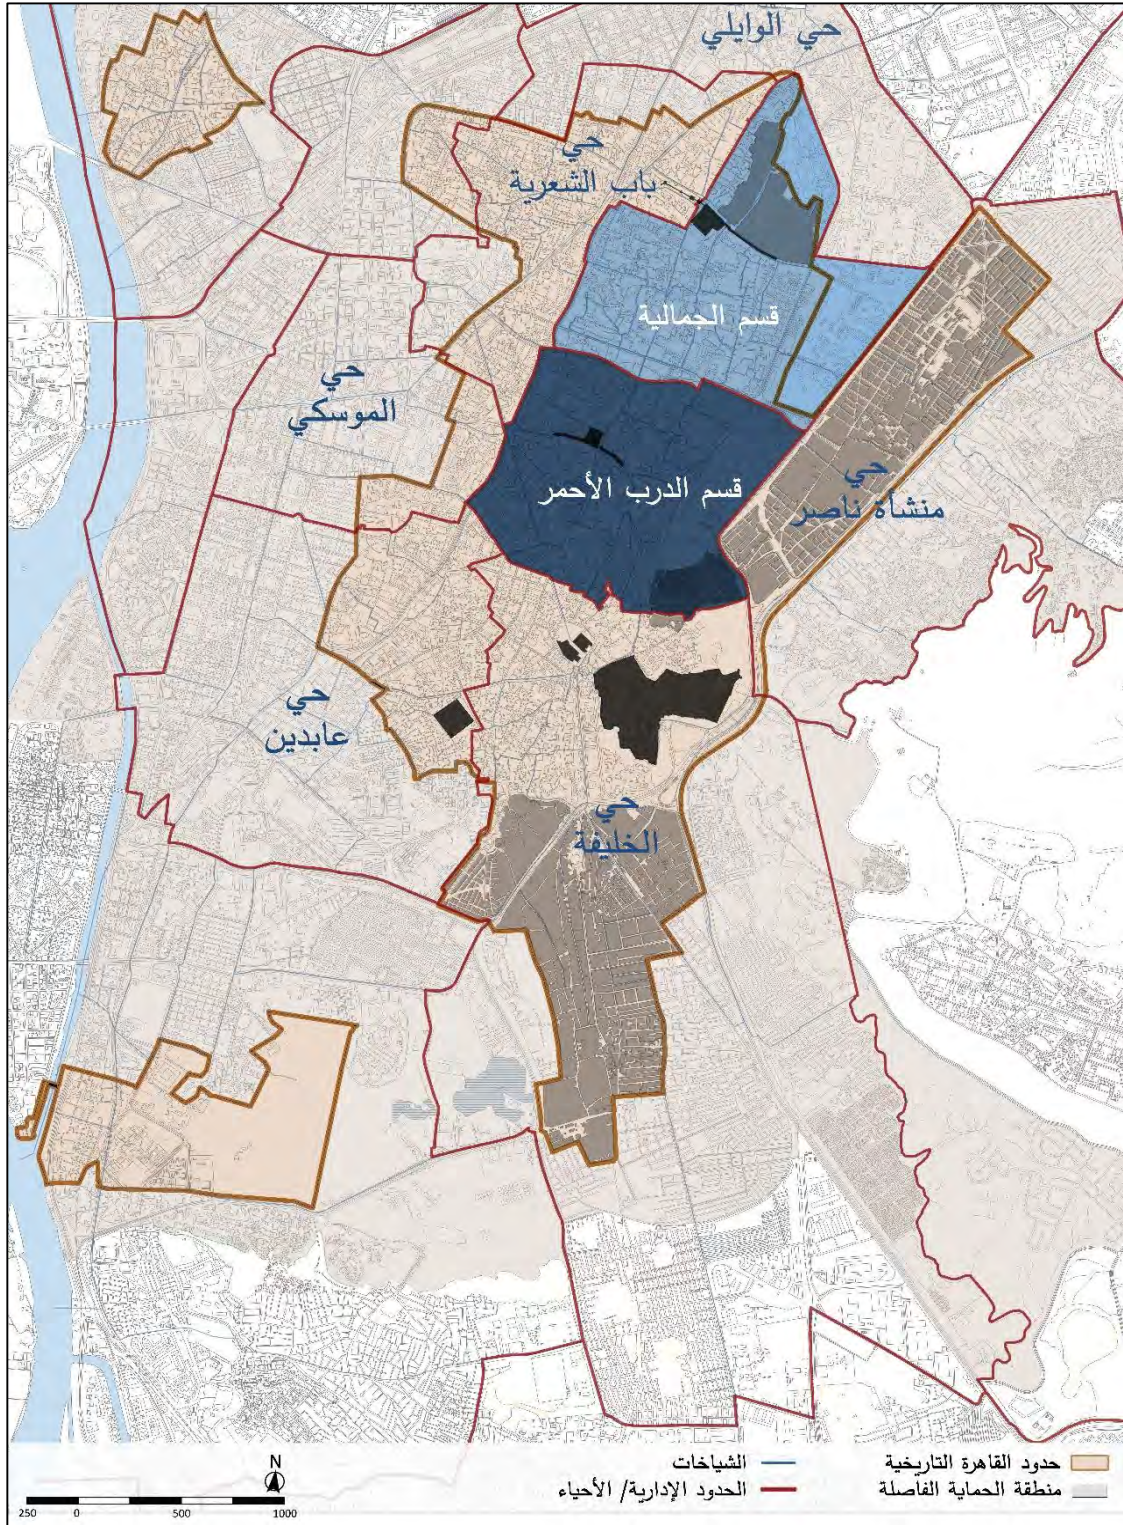 حي الوايلي
حي
باب الشعرية
قسم الجمالية
حي
الموسكي
قسم الدرب الأحمر
حي
منشأة ناصر
حي
عابدين
حي
الخليفة
حدود القاهرة التاريخية
منطقة الحماية الفاصلة
الشياخات
الحدود الإدارية/ الأحياء
N
250 0 500 1000